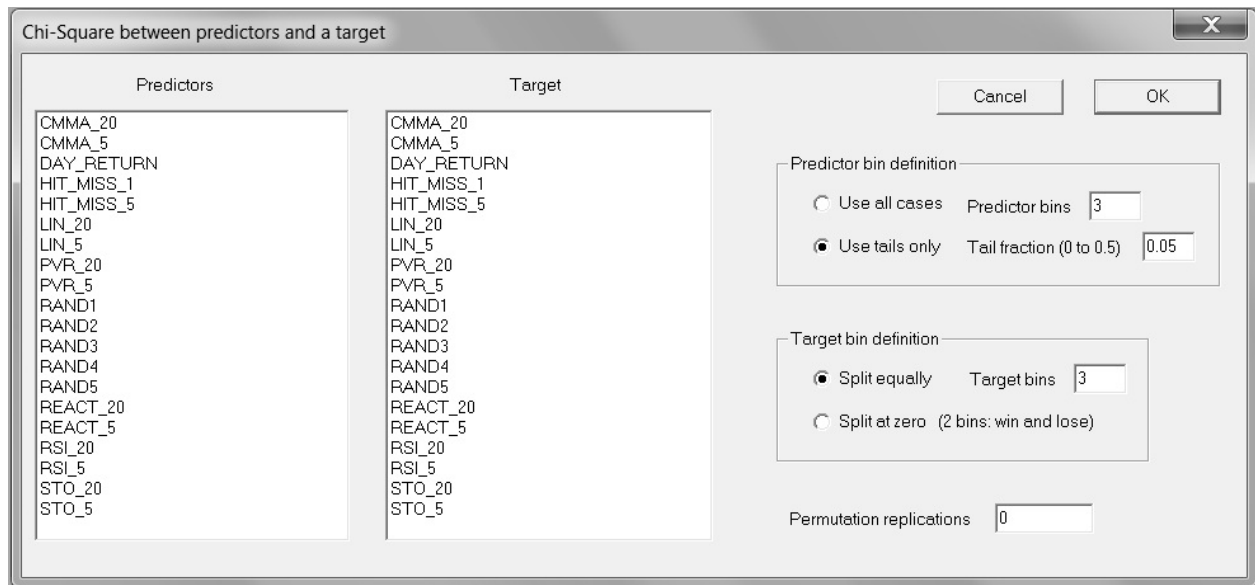 Chi-Square between predictors and a target
X
Predictors
CMMA_20
CMMA_5
DAY_RETURN
HIT_MISS_1
HIT_MISS_5
LIN_20
LIN_5
PVR_20
PVR_5
RAND1
RAND2
RAND3
RAND4
RAND5
REACT_20
REACT_5
RSI_20
RSI_5
STO_20
STO_5
Target
CMMA_20
CMMA_5
DAY_RETURN
HIT_MISS_1
HIT_MISS_5
LIN_20
LIN_5
PVR_20
PVR_5
RAND1
RAND2
RAND3
RAND4
RAND5
REACT_20
REACT_5
RSI_20
RSI_5
STO_20
STO_5
Cancel OK
Predictor bin definition
Use all cases Predictor bins 3
Use tails only Tail fraction (0 to 0.5) 0.05
Target bin definition
Split equally Target bins 3
Split at zero (2 bins: win and lose)
Permutation replications 0